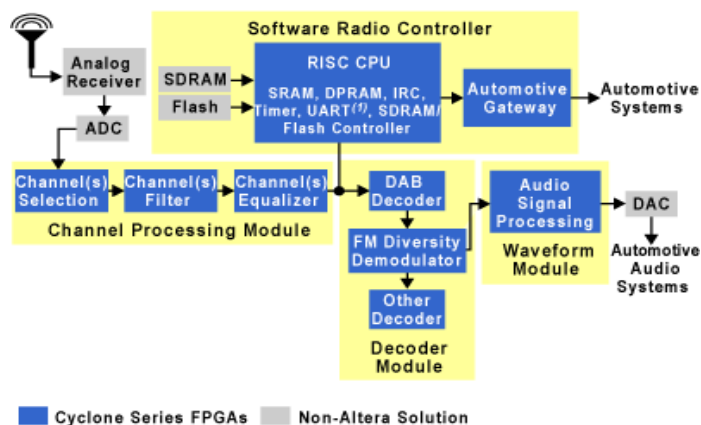 Software Radio Controller
Analog
Receiver
ADC
SDRAM
Flash
RISC CPU
SRAM, DPRAM, IRC,
Timer, UART(1), SDRAM/
Flash Controller
Automotive
Gateway
Automotive
Systems
Channel(s)
Selection
Channel(s)
Filter
Channel(s)
Equalizer
Channel Processing Module
DAB
Decoder
FM Diversity
Demodulator
Other
Decoder
Decoder
Module
Audio
Signal
Processing
Waveform
Module
DAC
Automotive
Audio
Systems
Cyclone Series FPGAs
Non-Altera Solution